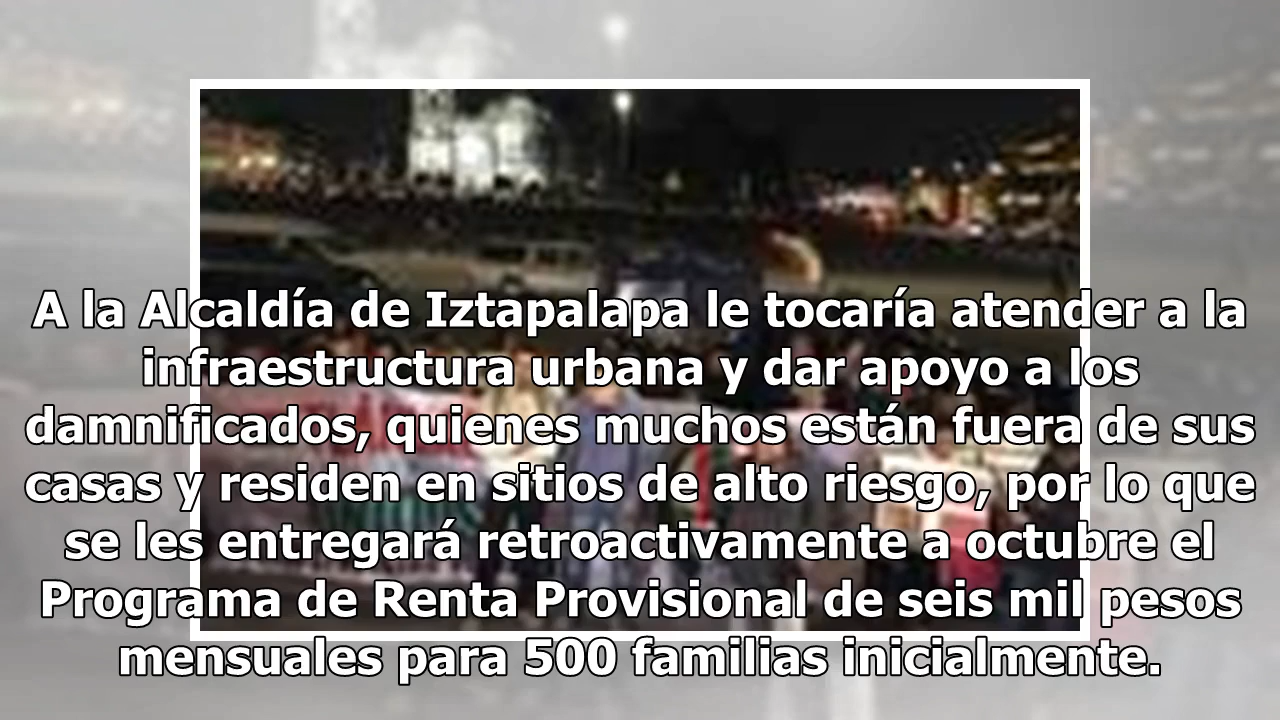 A la Alcaldía de Iztapalapa le tocaría atender a la
infraestructura urbana y dar apoyo a los
damnificados, quienes muchos están fuera de sus
casas y residen en sitios de alto riesgo, por lo que
se les entregará retroactivamente a octubre el
Programa de Renta Provisional de seis mil pesos
mensuales para 500 familias inicialmente.